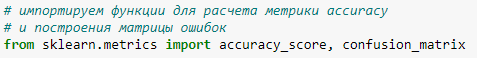 # импортируем функции для расчета метрики accuracy
# и построения матрицы ошибок
from sklearn.metrics import accuracy_score, confusion_matrix